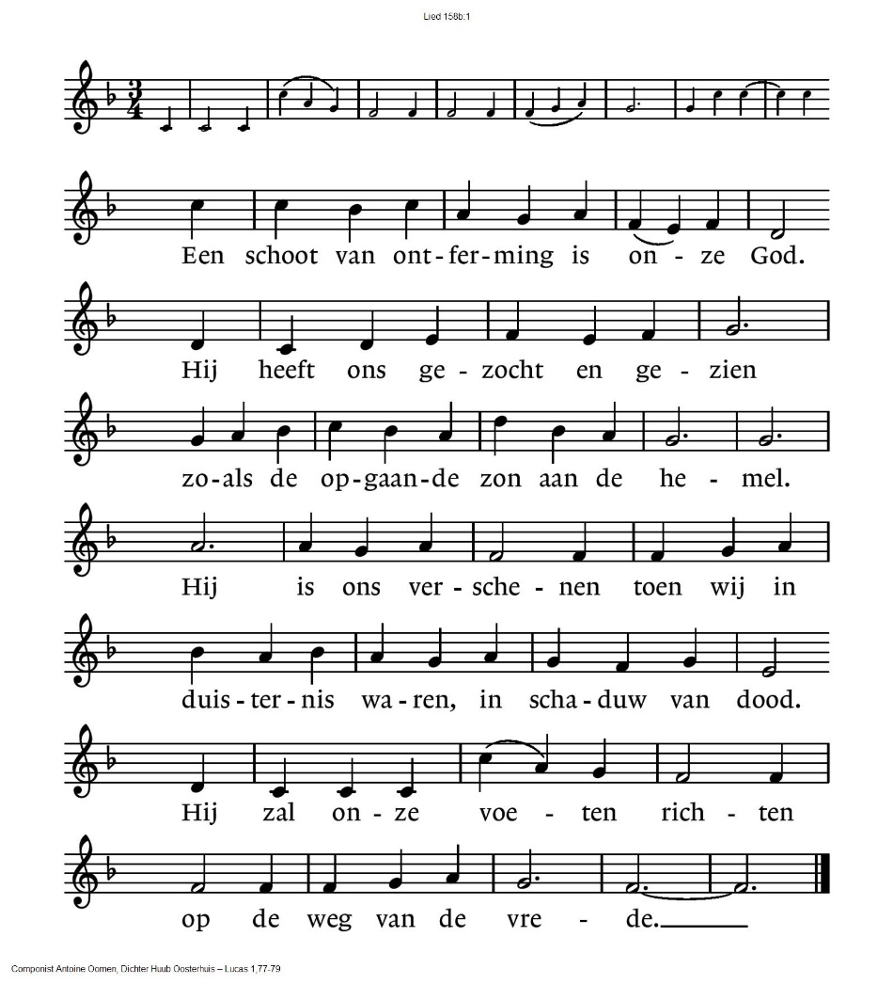 Lied 158b:1
3
4
Een schoot van ont - fer - ming is on - ze God.
Hij heeft ons ge - zocht en ge - zien
zo - als de op - gaan - de zon aan de he - mel.
Hij is ons ver - sche - nen toen wij in
duis - ter - nis wa - ren, in scha - duw van dood.
Hij zal on - ze voe - ten rich - ten
op de weg van de vre - de.
Componist Antoine Oomen, Dichter Huub Oosterhuis – Lucas 1,77-79